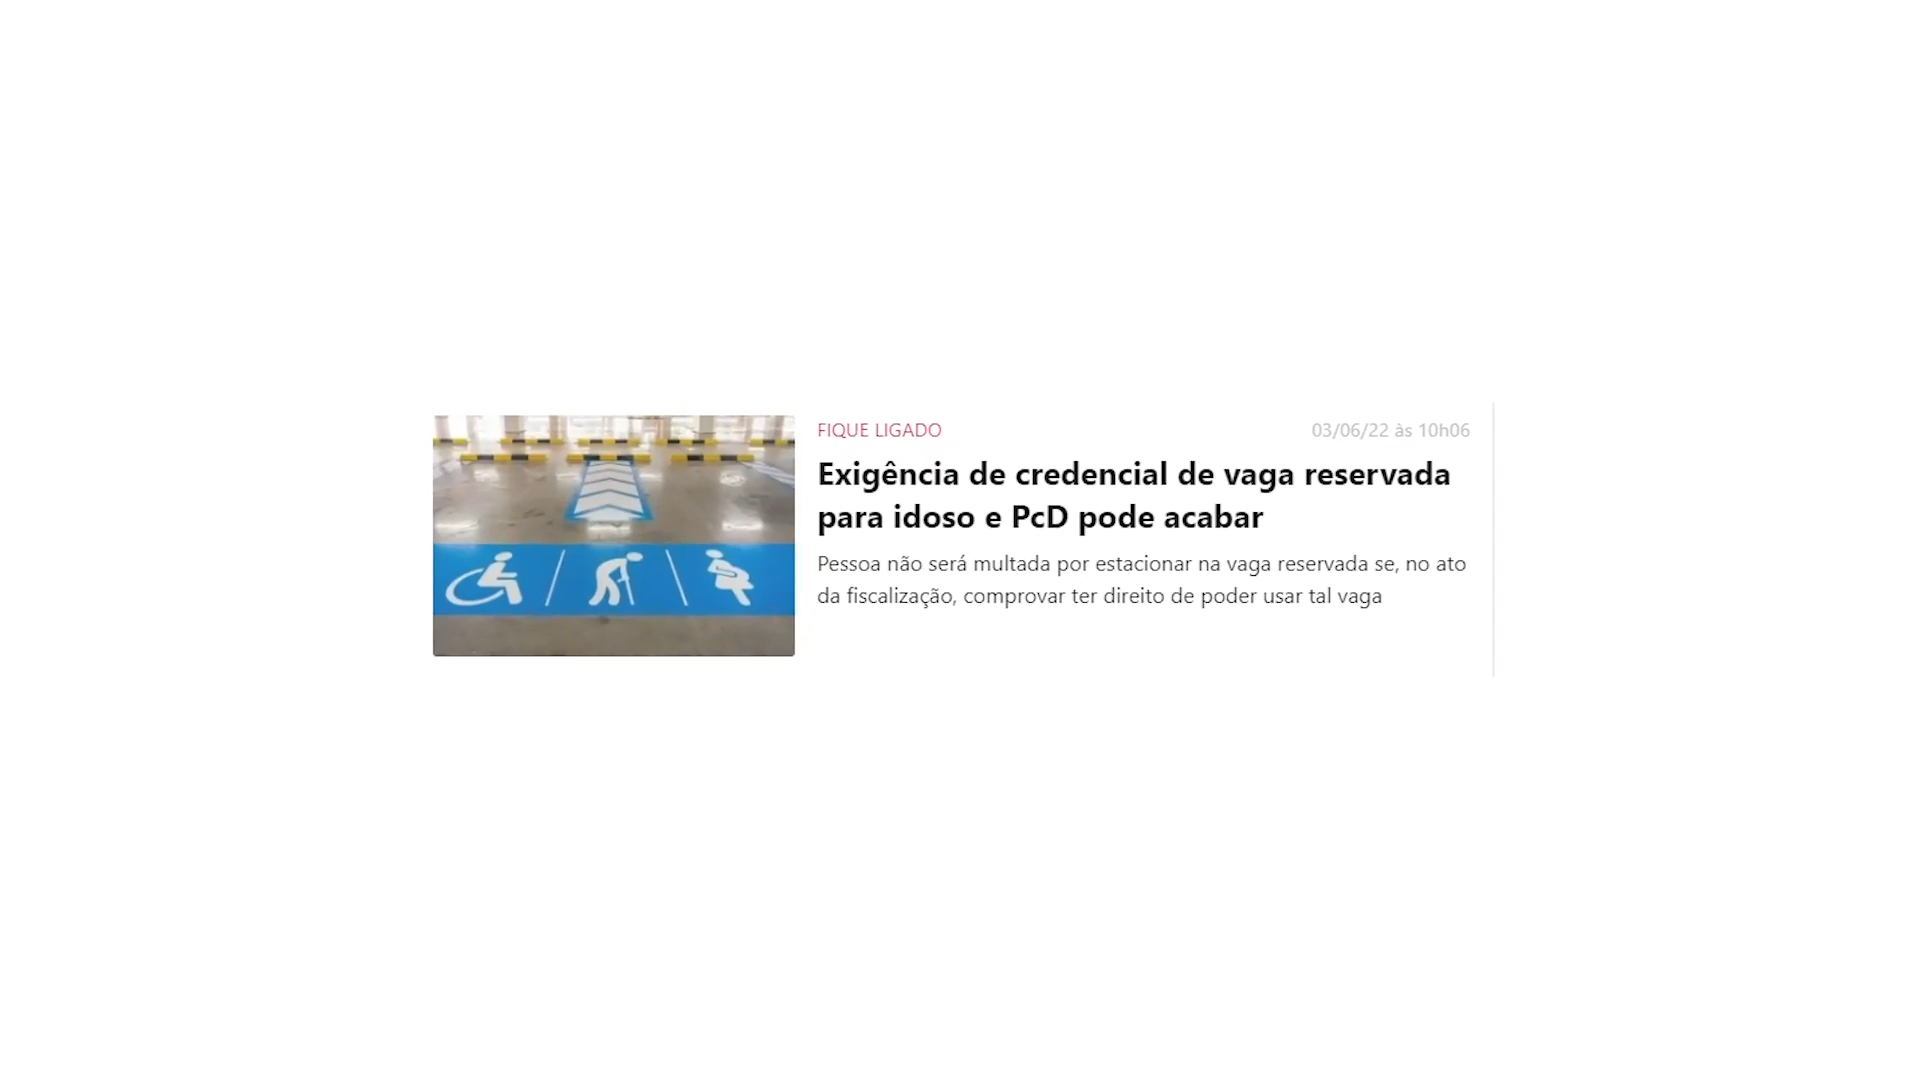 FIQUE LIGADO
03/06/22 às 10h06
Exigência de credencial de vaga reservada
para idoso e PcD pode acabar
Pessoa não será multada por estacionar na vaga reservada se, no ato
da fiscalização, comprovar ter direito de poder usar tal vaga